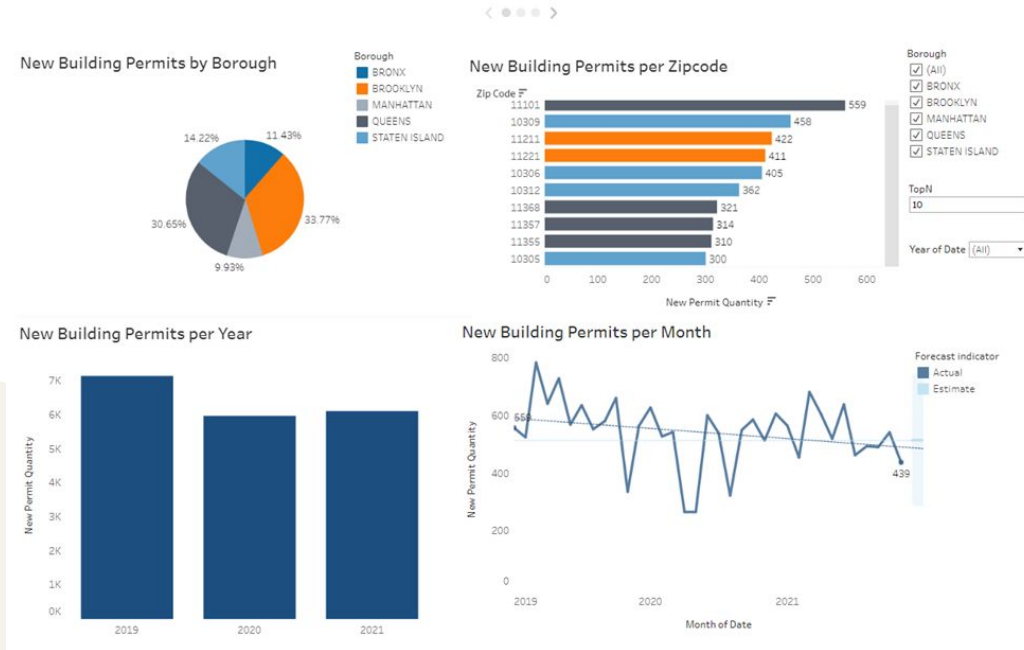 New Building Permits by Borough
Borough
BRONX
BROOKLYN
MANHATTAN
QUEENS
STATEN ISLAND
14.22%
11.43%
30.65%
33.77%
9.93%
New Building Permits per Zipcode
Zip Code
11101 559
10309 458
11211 422
11221 411
10306 405
10312 362
11368 321
11357 314
11355 310
10305 300
0 100 200 300 400 500 600
New Permit Quantity
Borough
(All)
BRONX
BROOKLYN
MANHATTAN
QUEENS
STATEN ISLAND
TopN
10
Year of Date (All)
New Building Permits per Year
New Permit Quantity
7K
6K
5K
4K
3K
2K
1K
0K
2019 2020 2021
New Building Permits per Month
New Permit Quantity
800
600
400
200
0
439
2019 2020 2021
Month of Date
Forecast indicator
Actual
Estimate